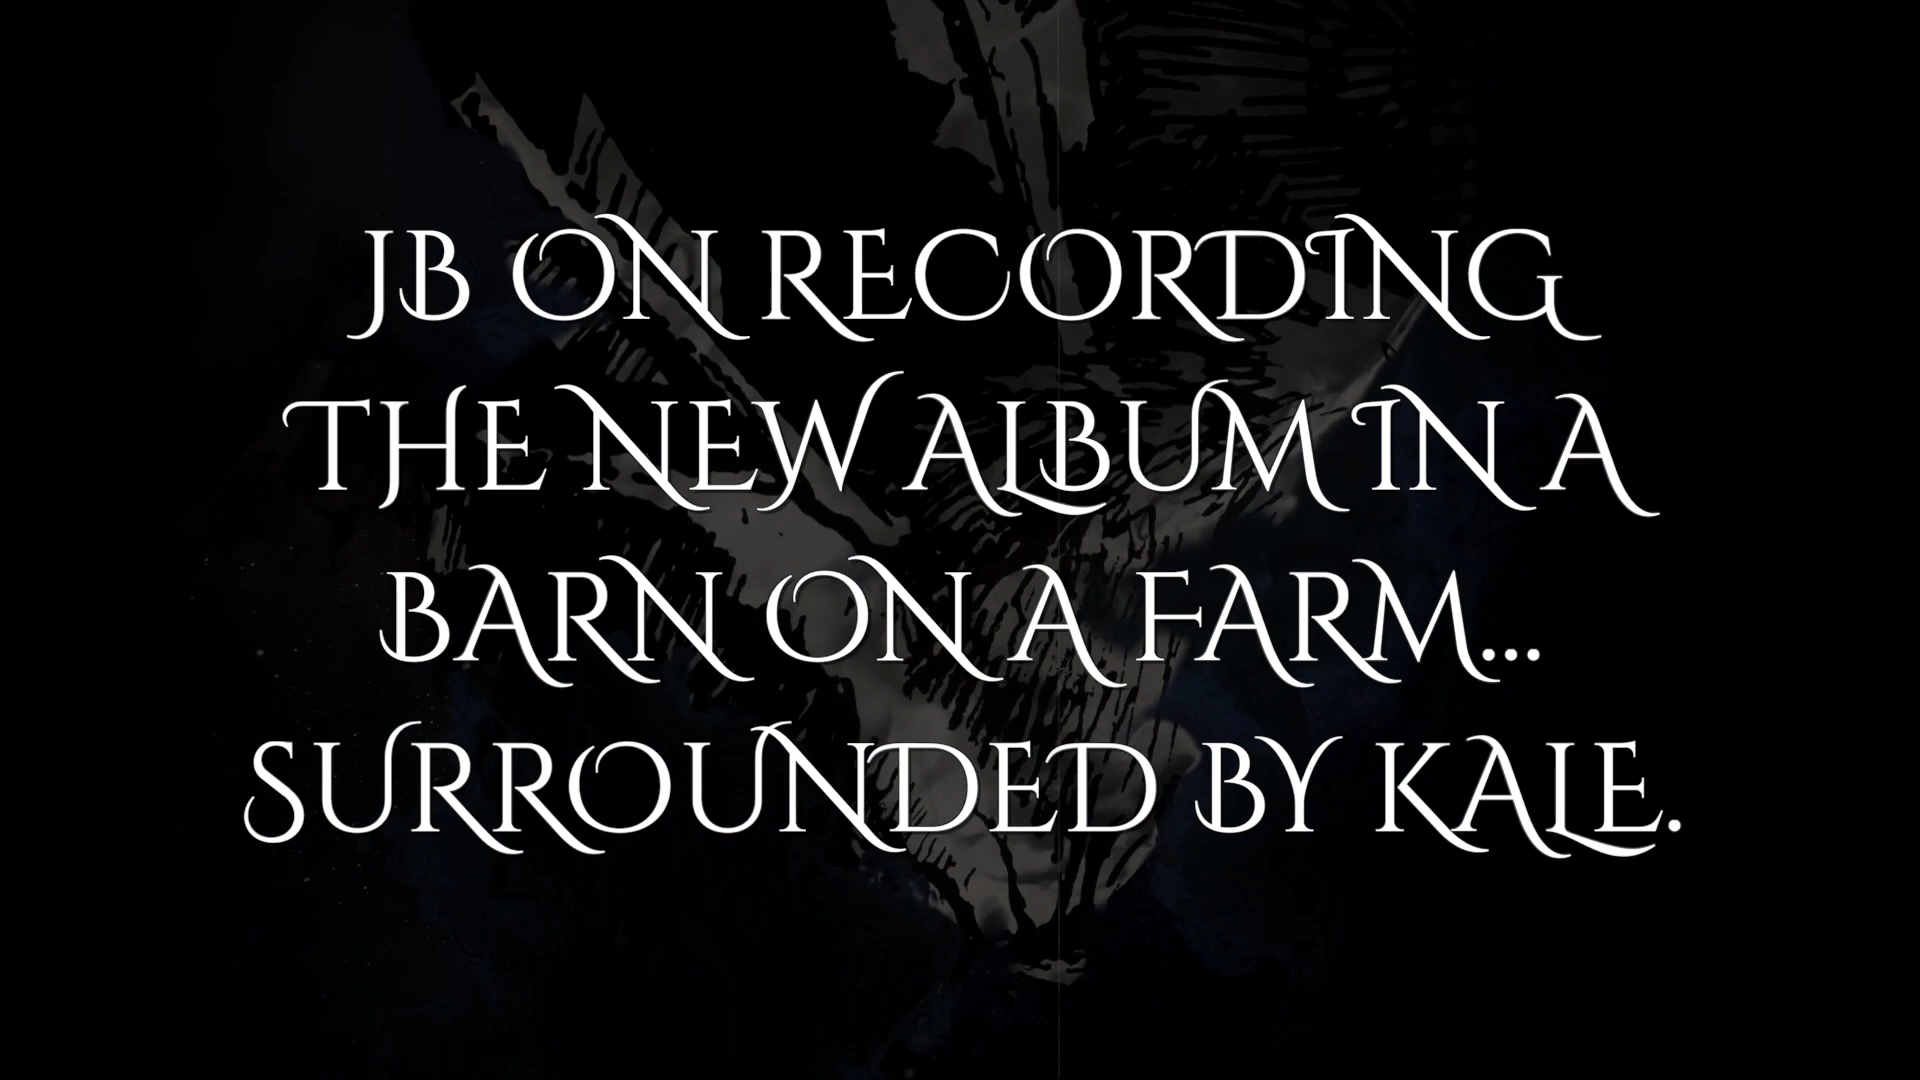 JB ON RECORDING
THE NEW ALBUM IN A
BARN ON A FARM...
SURROUNDED BY KALE.